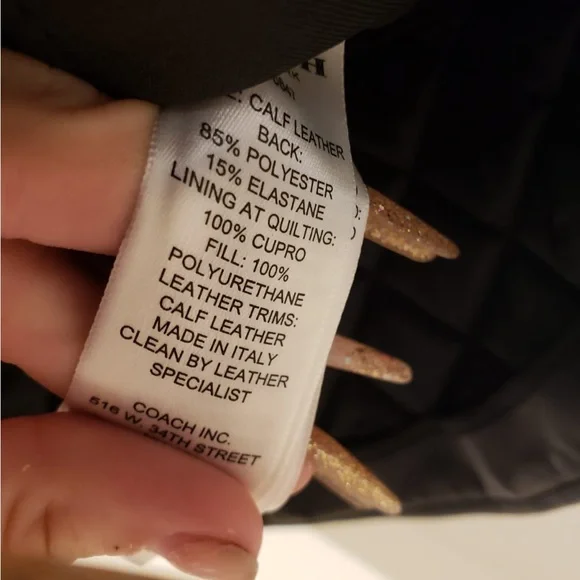 CALF LEATHER
BACK:
85% POLYESTER
15% ELASTANE
LINING AT QUILTING:
100% CUPRO
FILL: 100%
POLYURETHANE
LEATHER TRIMS:
CALF LEATHER
MADE IN ITALY
CLEAN BY LEATHER
SPECIALIST
COACH INC.
516 W. 34TH STREET